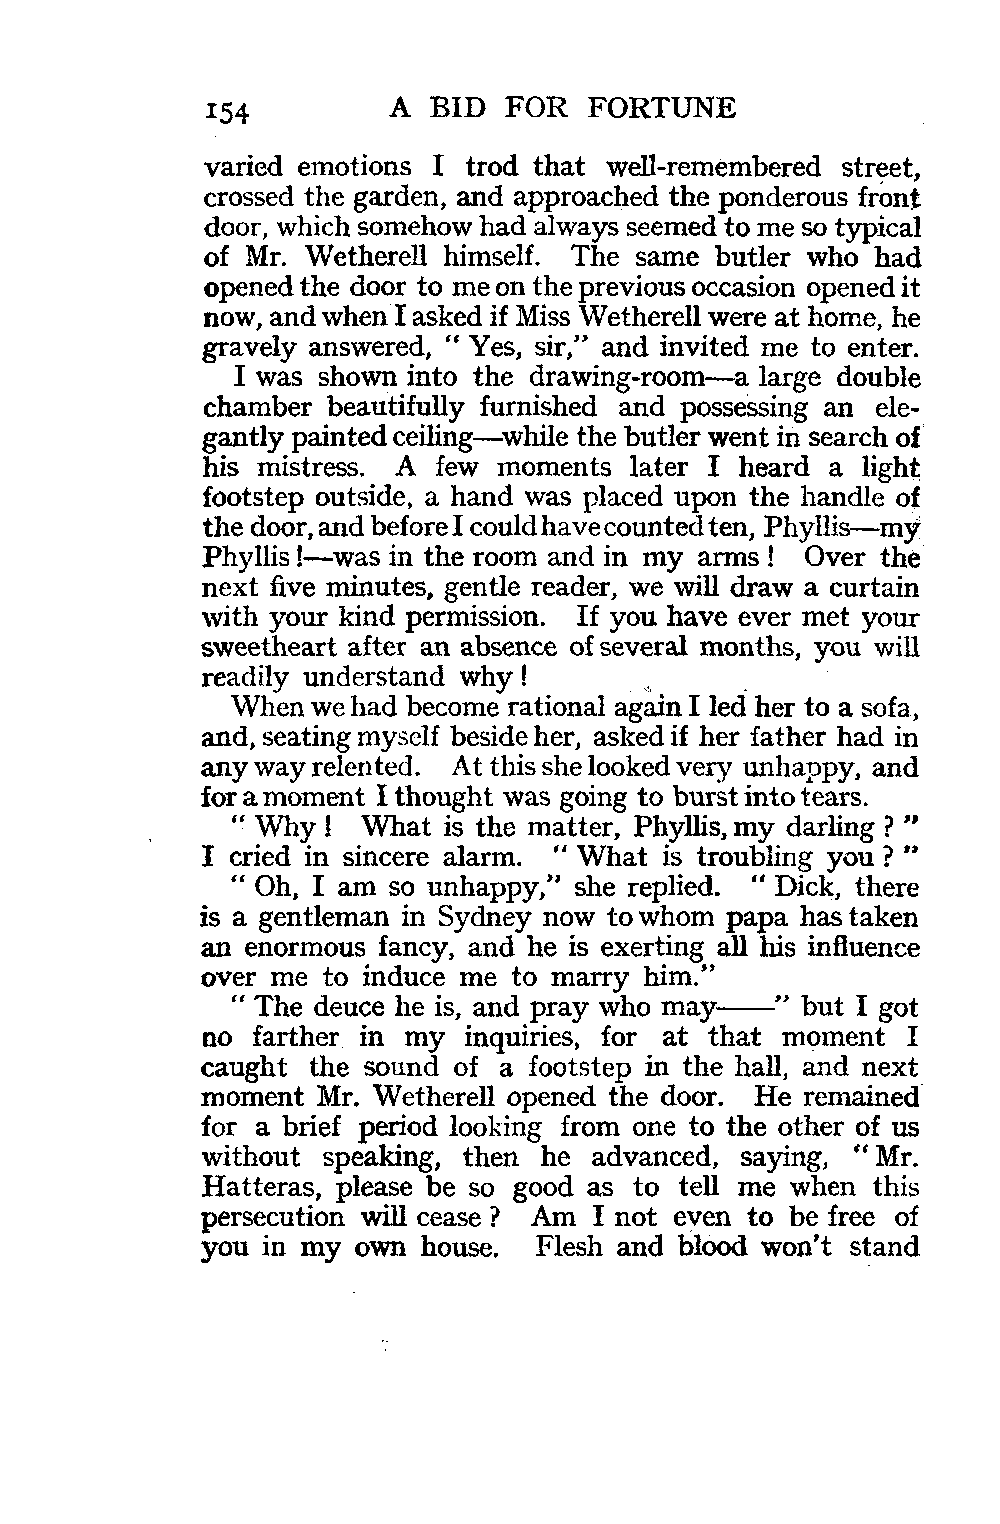 154 A BID FOR FORTUNE
varied emotions I trod that well-remembered street,
crossed the garden, and approached the ponderous front
door, which somehow had always seemed to me so typical
of Mr. Wetherell himself. The same butler who had
opened the door to me on the previous occasion opened it
now, and when I asked if Miss Wetherell were at home, he
gravely answered, " Yes, sir," and invited me to enter.
I was shown into the drawing-room—a large double
chamber beautifully furnished and possessing an ele-
gantly painted ceiling—while the butler went in search of
his mistress. A few moments later I heard a light
footstep outside, a hand was placed upon the handle of
the door, and before I could have counted ten, Phyllis—my
Phyllis !—was in the room and in my arms ! Over the
next five minutes, gentle reader, we will draw a curtain
with your kind permission. If you have ever met your
sweetheart after an absence of several months, you will
readily understand why !
When we had become rational again I led her to a sofa,
and, seating myself beside her, asked if her father had in
any way relented. At this she looked very unhappy, and
for a moment I thought was going to burst into tears.
" Why ! What is the matter, Phyllis, my darling ? "
I cried in sincere alarm. " What is troubling you ? "
" Oh, I am so unhappy," she replied. " Dick, there
is a gentleman in Sydney now to whom papa has taken
an enormous fancy, and he is exerting all his influence
over me to induce me to marry him."
" The deuce he is, and pray who may——" but I got
no farther in my inquiries, for at that moment I
caught the sound of a footstep in the hall, and next
moment Mr. Wetherell opened the door. He remained
for a brief period looking from one to the other of us
without speaking, then he advanced, saying, " Mr.
Hatteras, please be so good as to tell me when this
persecution will cease ? Am I not even to be free of
you in my own house. Flesh and blood won't stand